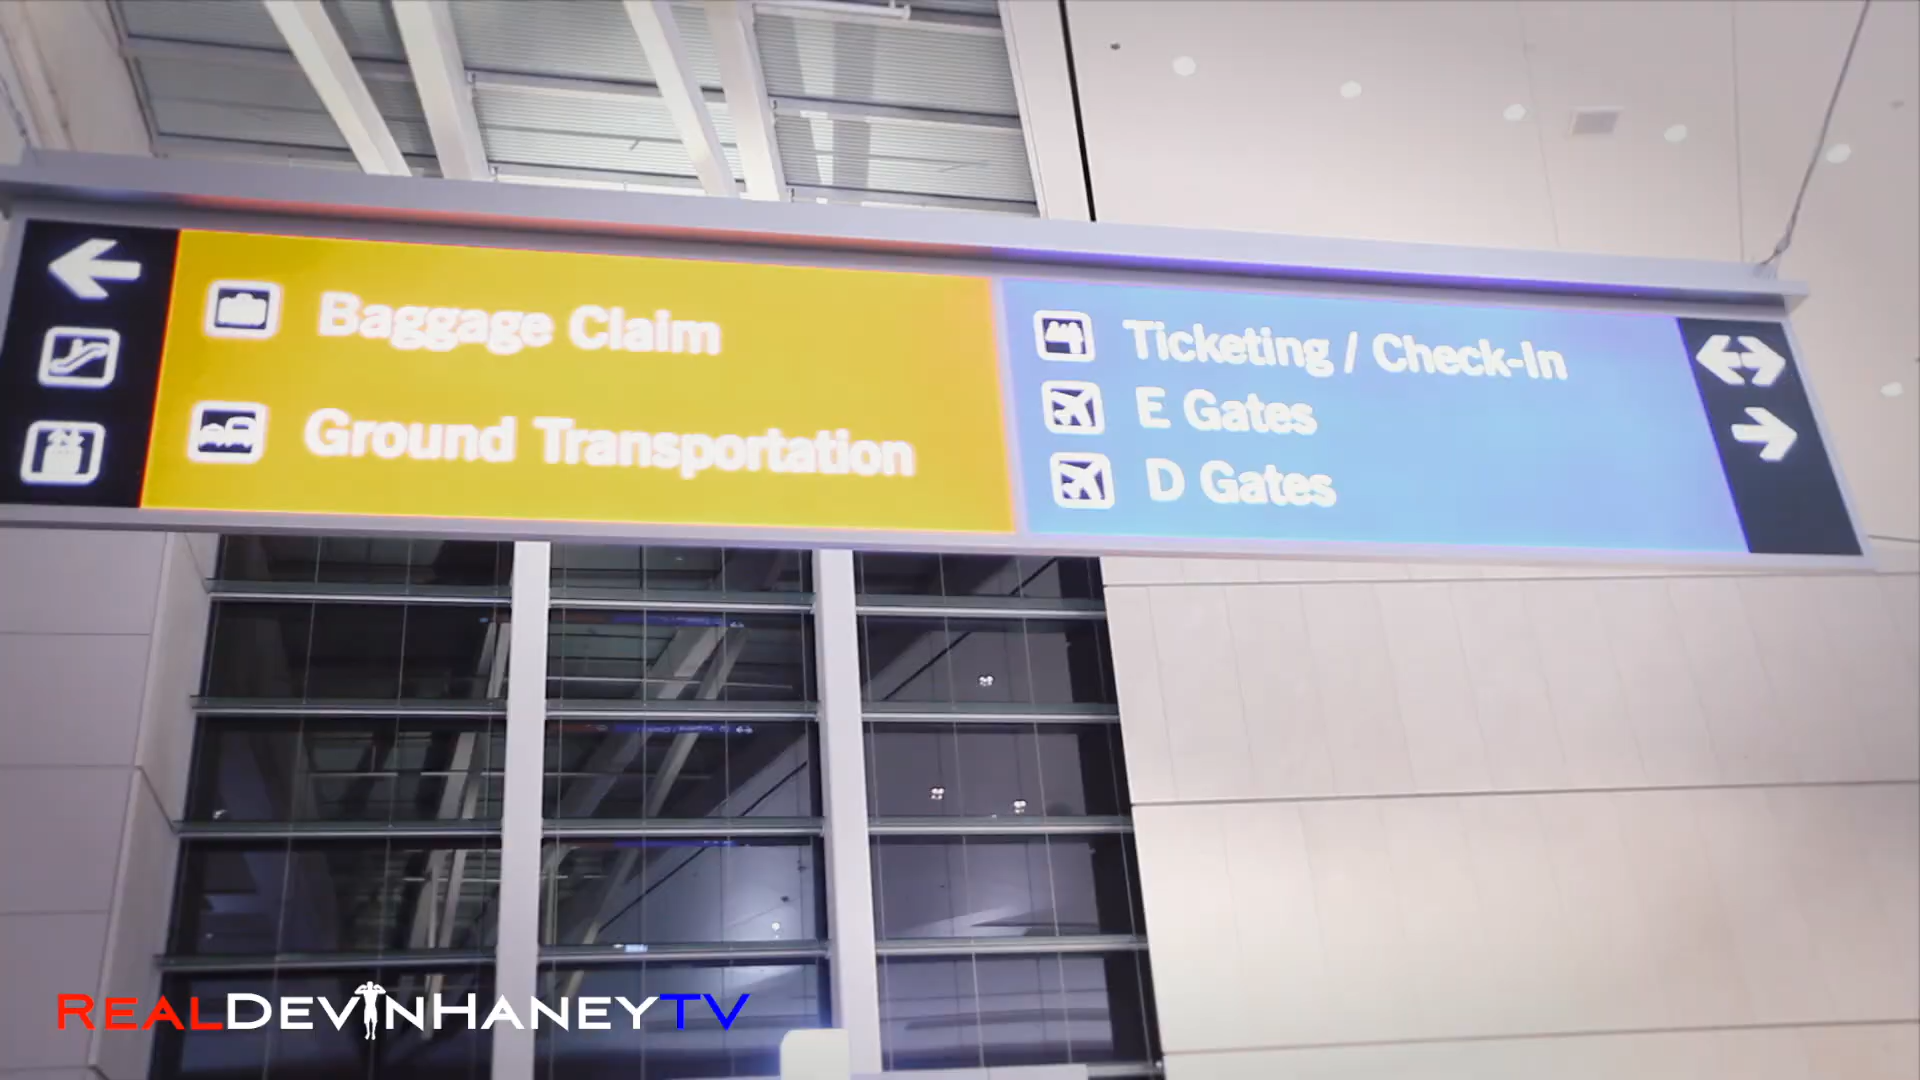 Baggage Claim
Ground Transportation
Ticketing / Check-In
E Gates
D Gates
REALDEVINHANEYTV